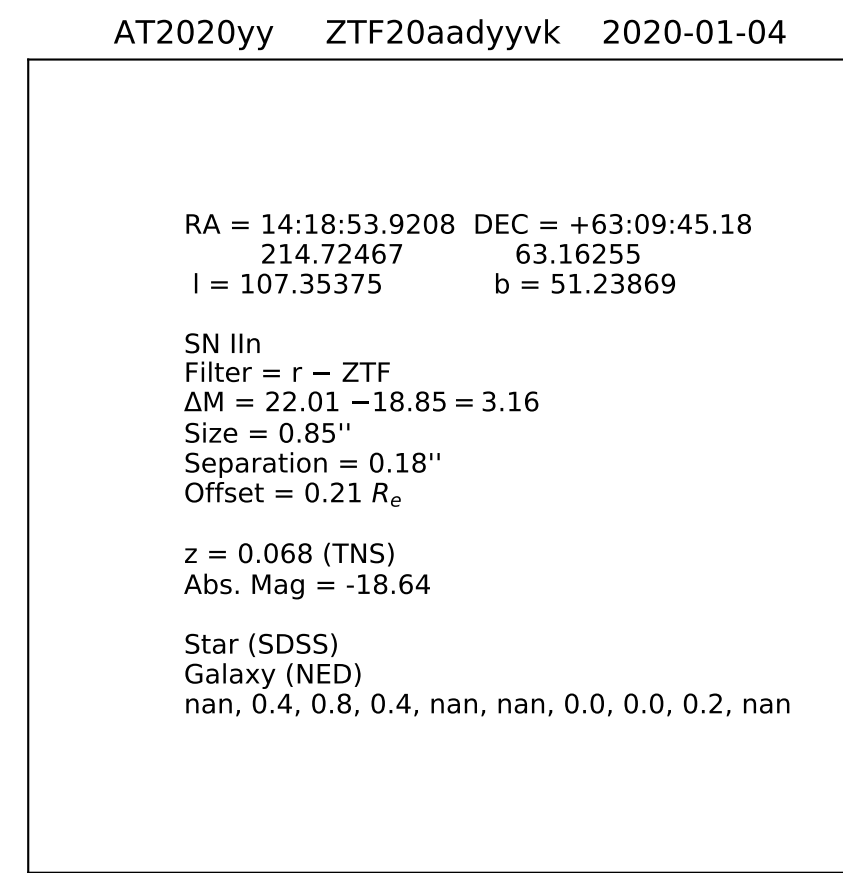 AT2020yy ZTF20aadyyvk 2020-01-04
RA = 14:18:53.9208 DEC = +63:09:45.18
214.72467 63.16255
l = 107.35375 b = 51.23869
SN IIn
Filter = r − ZTF
ΔM = 22.01 −18.85 = 3.16
Size = 0.85''
Separation = 0.18''
Offset = 0.21 Re
z = 0.068 (TNS)
Abs. Mag = -18.64
Star (SDSS)
Galaxy (NED)
nan, 0.4, 0.8, 0.4, nan, nan, 0.0, 0.0, 0.2, nan